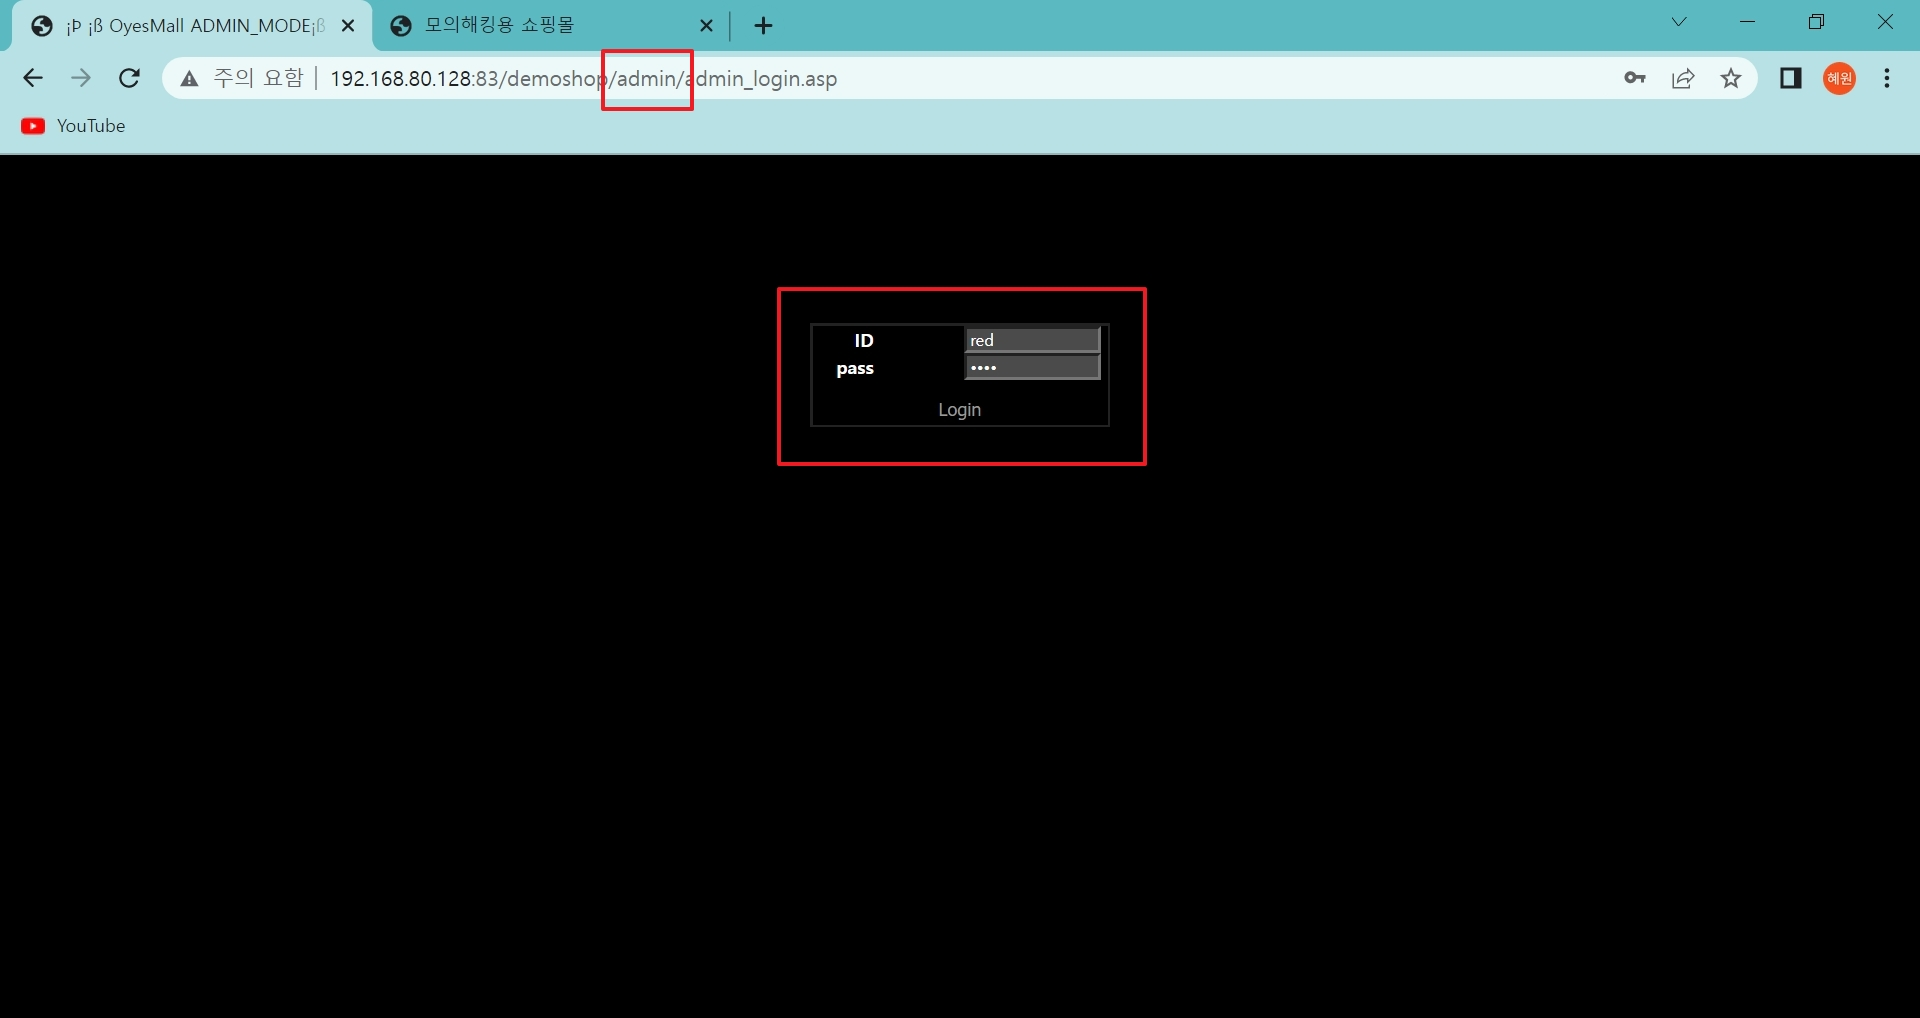 ¡Þ ¡ß OyesMall ADMIN_MODE¡ß
모의해킹용 쇼핑몰
주의 요함 192.168.80.128:83/demoshop/admin/admin_login.asp
혜원
YouTube
ID red
pass ••••
Login